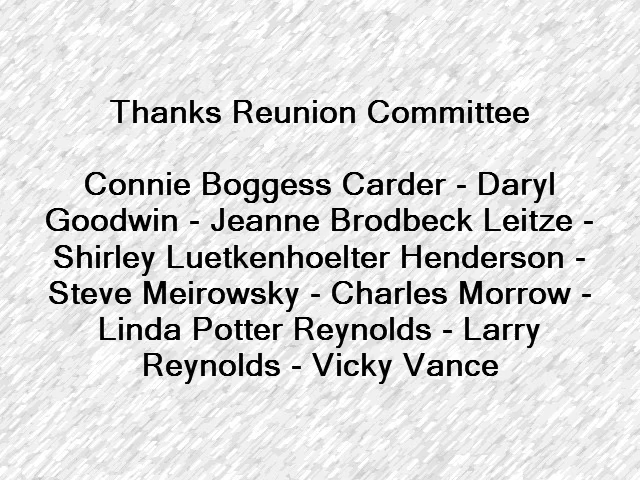 Thanks Reunion Committee
Connie Boggess Carder - Daryl
Goodwin - Jeanne Brodbeck Leitze -
Shirley Luetkenhoelter Henderson -
Steve Meirowsky - Charles Morrow -
Linda Potter Reynolds - Larry
Reynolds - Vicky Vance